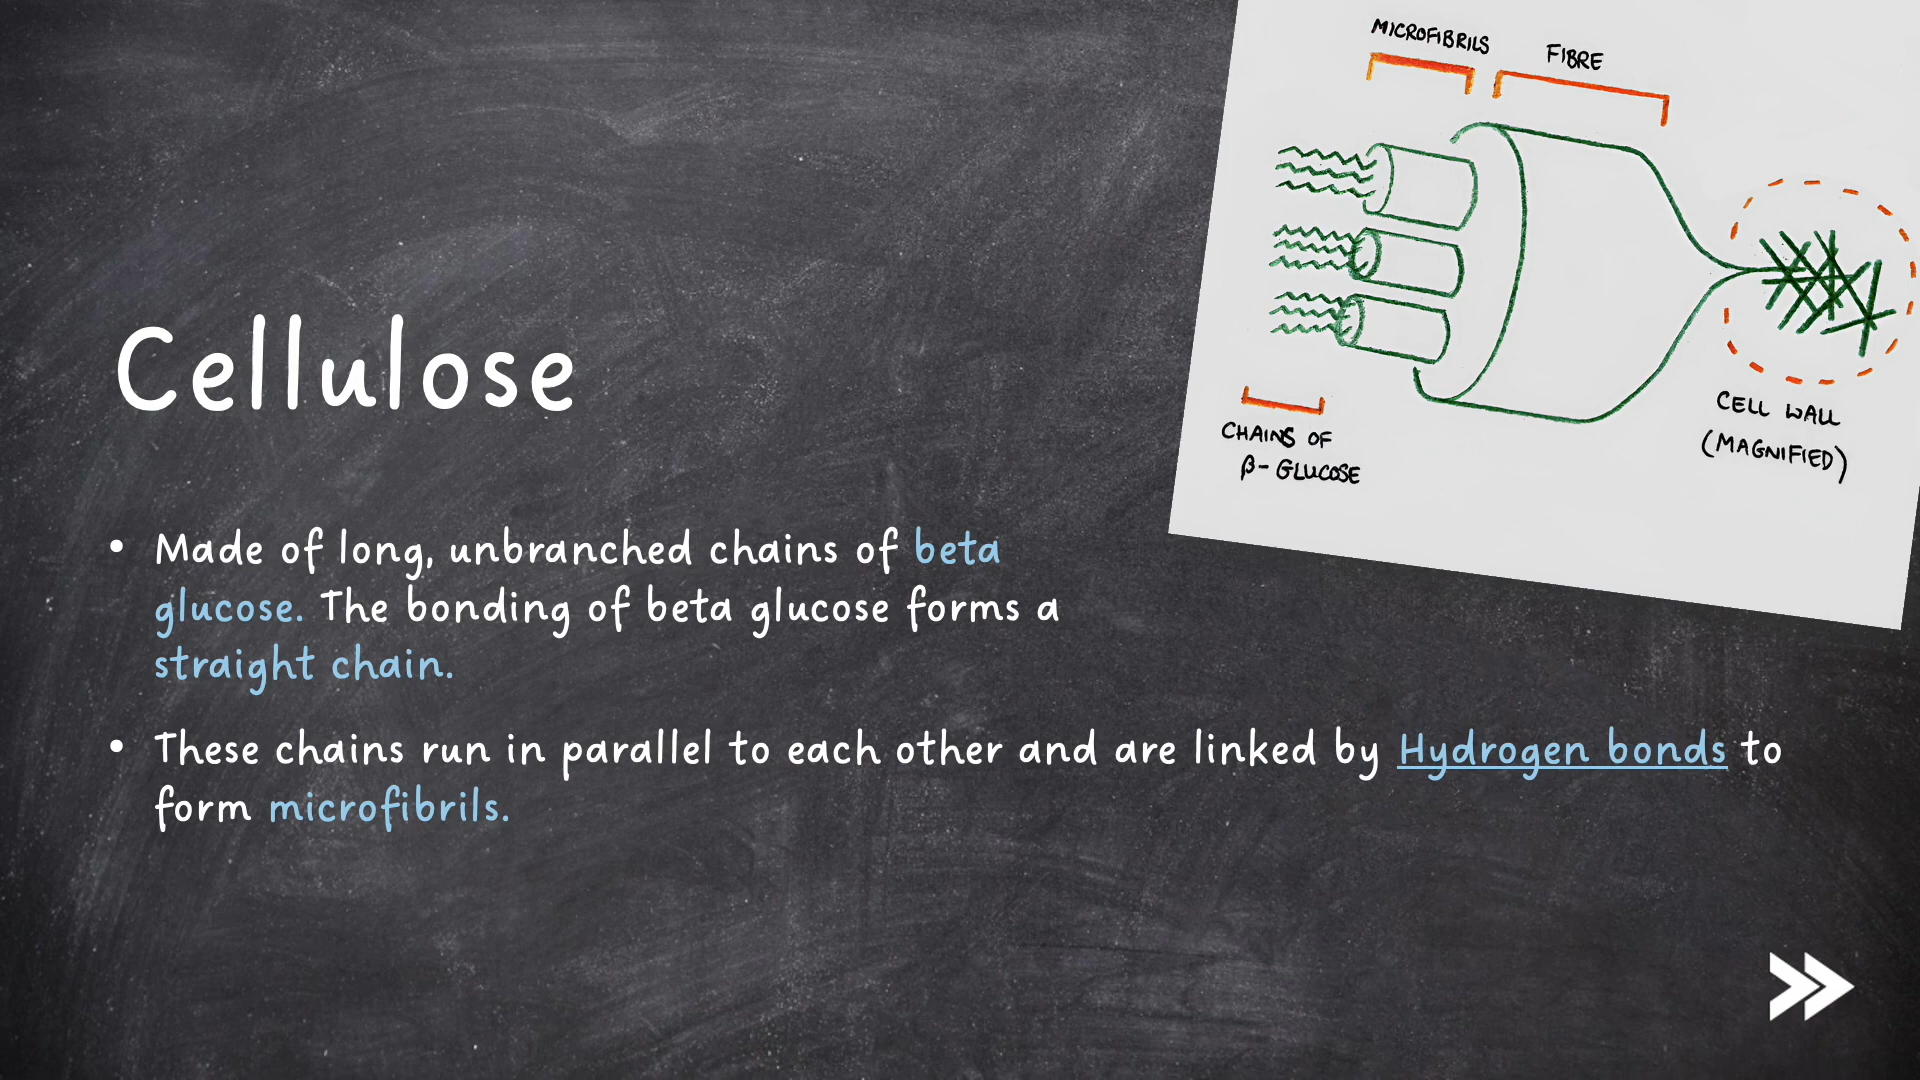 MICROFIBRILS
FIBRE
CHAINS OF
β- GLUCOSE
CELL WALL
(MAGNIFIED)
Cellulose
• Made of long, unbranched chains of beta
glucose. The bonding of beta glucose forms a
straight chain.
• These chains run in parallel to each other and are linked by Hydrogen bonds to
form microfibrils.